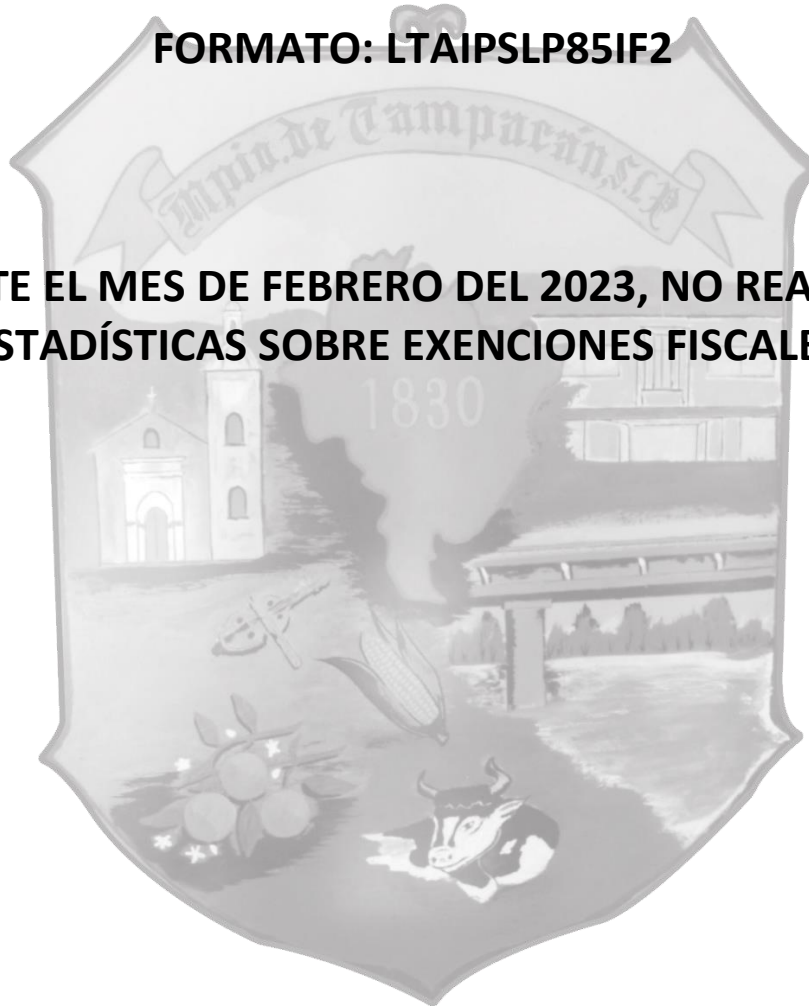 FORMATO: LTAIPSLP85IF2
Mpio. de Tampacán, S.L.P.
TE EL MES DE FEBRERO DEL 2023, NO REA
STADÍSTICAS SOBRE EXENCIONES FISCALE
1830